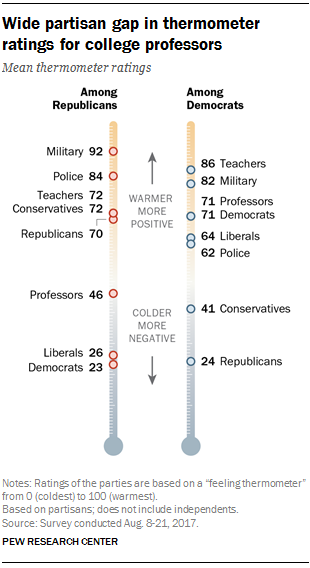 Wide partisan gap in thermometer
ratings for college professors
Mean thermometer ratings
Among
Republicans
Among
Democrats
Military 92
Police 84
Teachers 72
Conservatives 72
Republicans 70
Professors 46
Liberals 26
Democrats 23
WARMER
MORE
POSITIVE
COLDER
MORE
NEGATIVE
86 Teachers
82 Military
71 Professors
71 Democrats
64 Liberals
62 Police
41 Conservatives
24 Republicans
Notes: Ratings of the parties are based on a “feeling thermometer”
from 0 (coldest) to 100 (warmest).
Based on partisans; does not include independents.
Source: Survey conducted Aug. 8-21, 2017.
PEW RESEARCH CENTER